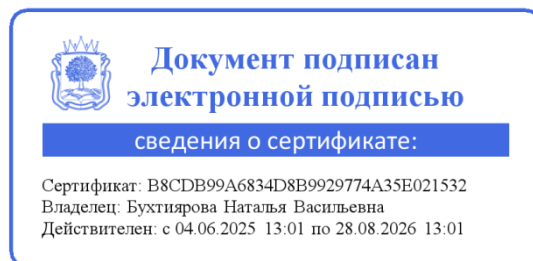 Документ подписан
электронной подписью
сведения о сертификате:
Сертификат: B8CDB99A6834D8B9929774A35E021532
Владелец: Бухтиярова Наталья Васильевна
Действителен: с 04.06.2025 13:01 по 28.08.2026 13:01